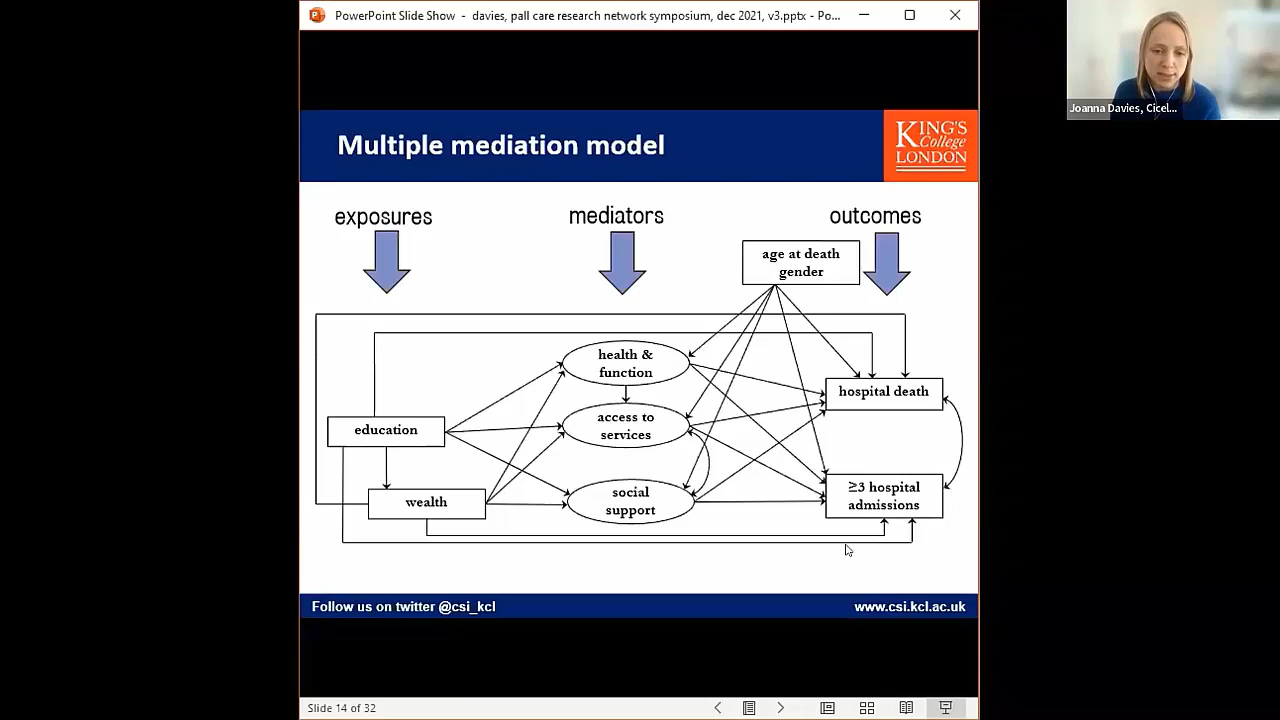 PowerPoint Slide Show - davies, pall care research network symposium, dec 2021, v3.pptx - Po...
Joanna Davies, Cicel...
Multiple mediation model
KING'S
College
LONDON
exposures
mediators
outcomes
age at death
gender
health &
function
hospital death
access to
services
education
≥3 hospital
admissions
social
support
wealth
Follow us on twitter @csi_kcl
www.csi.kcl.ac.uk
Slide 14 of 32